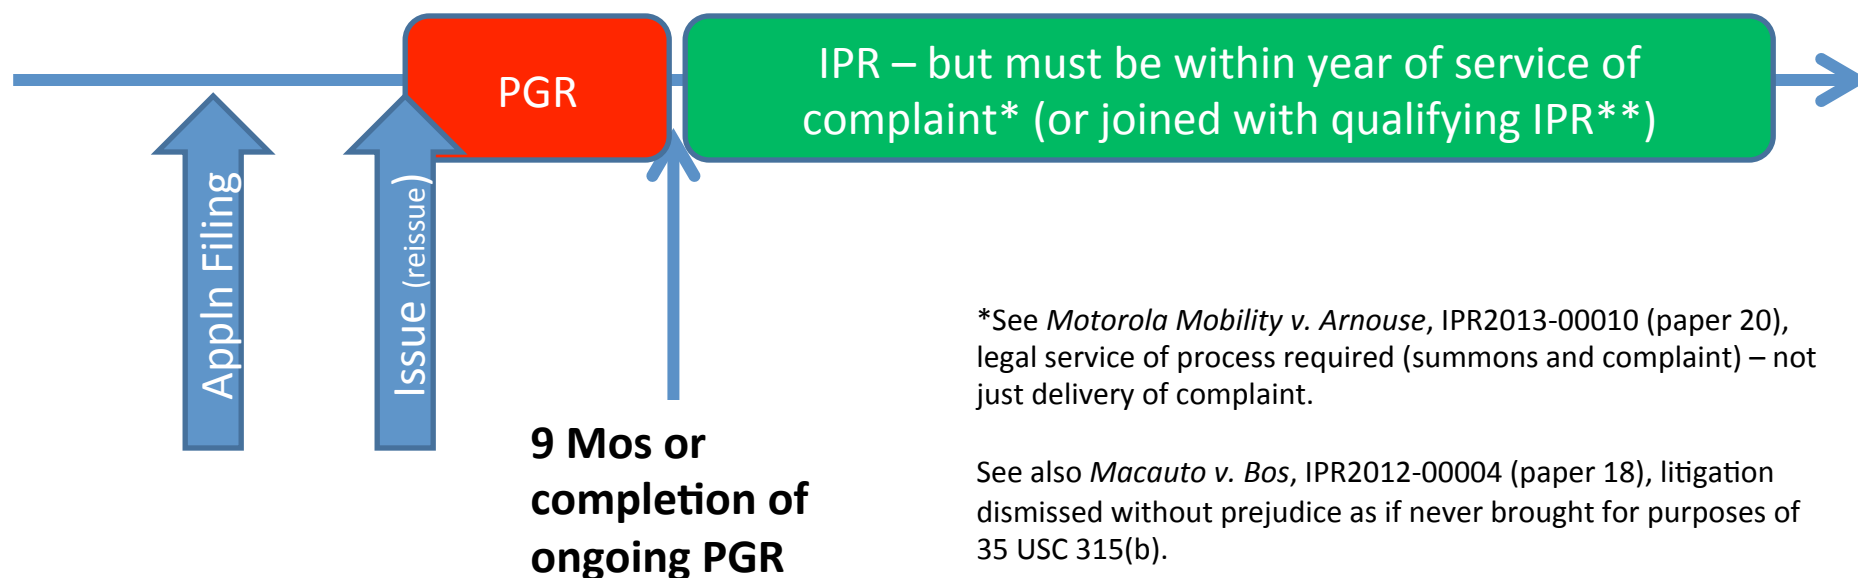 PGR
IPR – but must be within year of service of
complaint* (or joined with qualifying IPR**)
Appln Filing
Issue (reissue)
9 Mos or
completion of
ongoing PGR
*See Motorola Mobility v. Arnouse, IPR2013-00010 (paper 20),
legal service of process required (summons and complaint) – not
just delivery of complaint.
See also Macauto v. Bos, IPR2012-00004 (paper 18), litigation
dismissed without prejudice as if never brought for purposes of
35 USC 315(b).